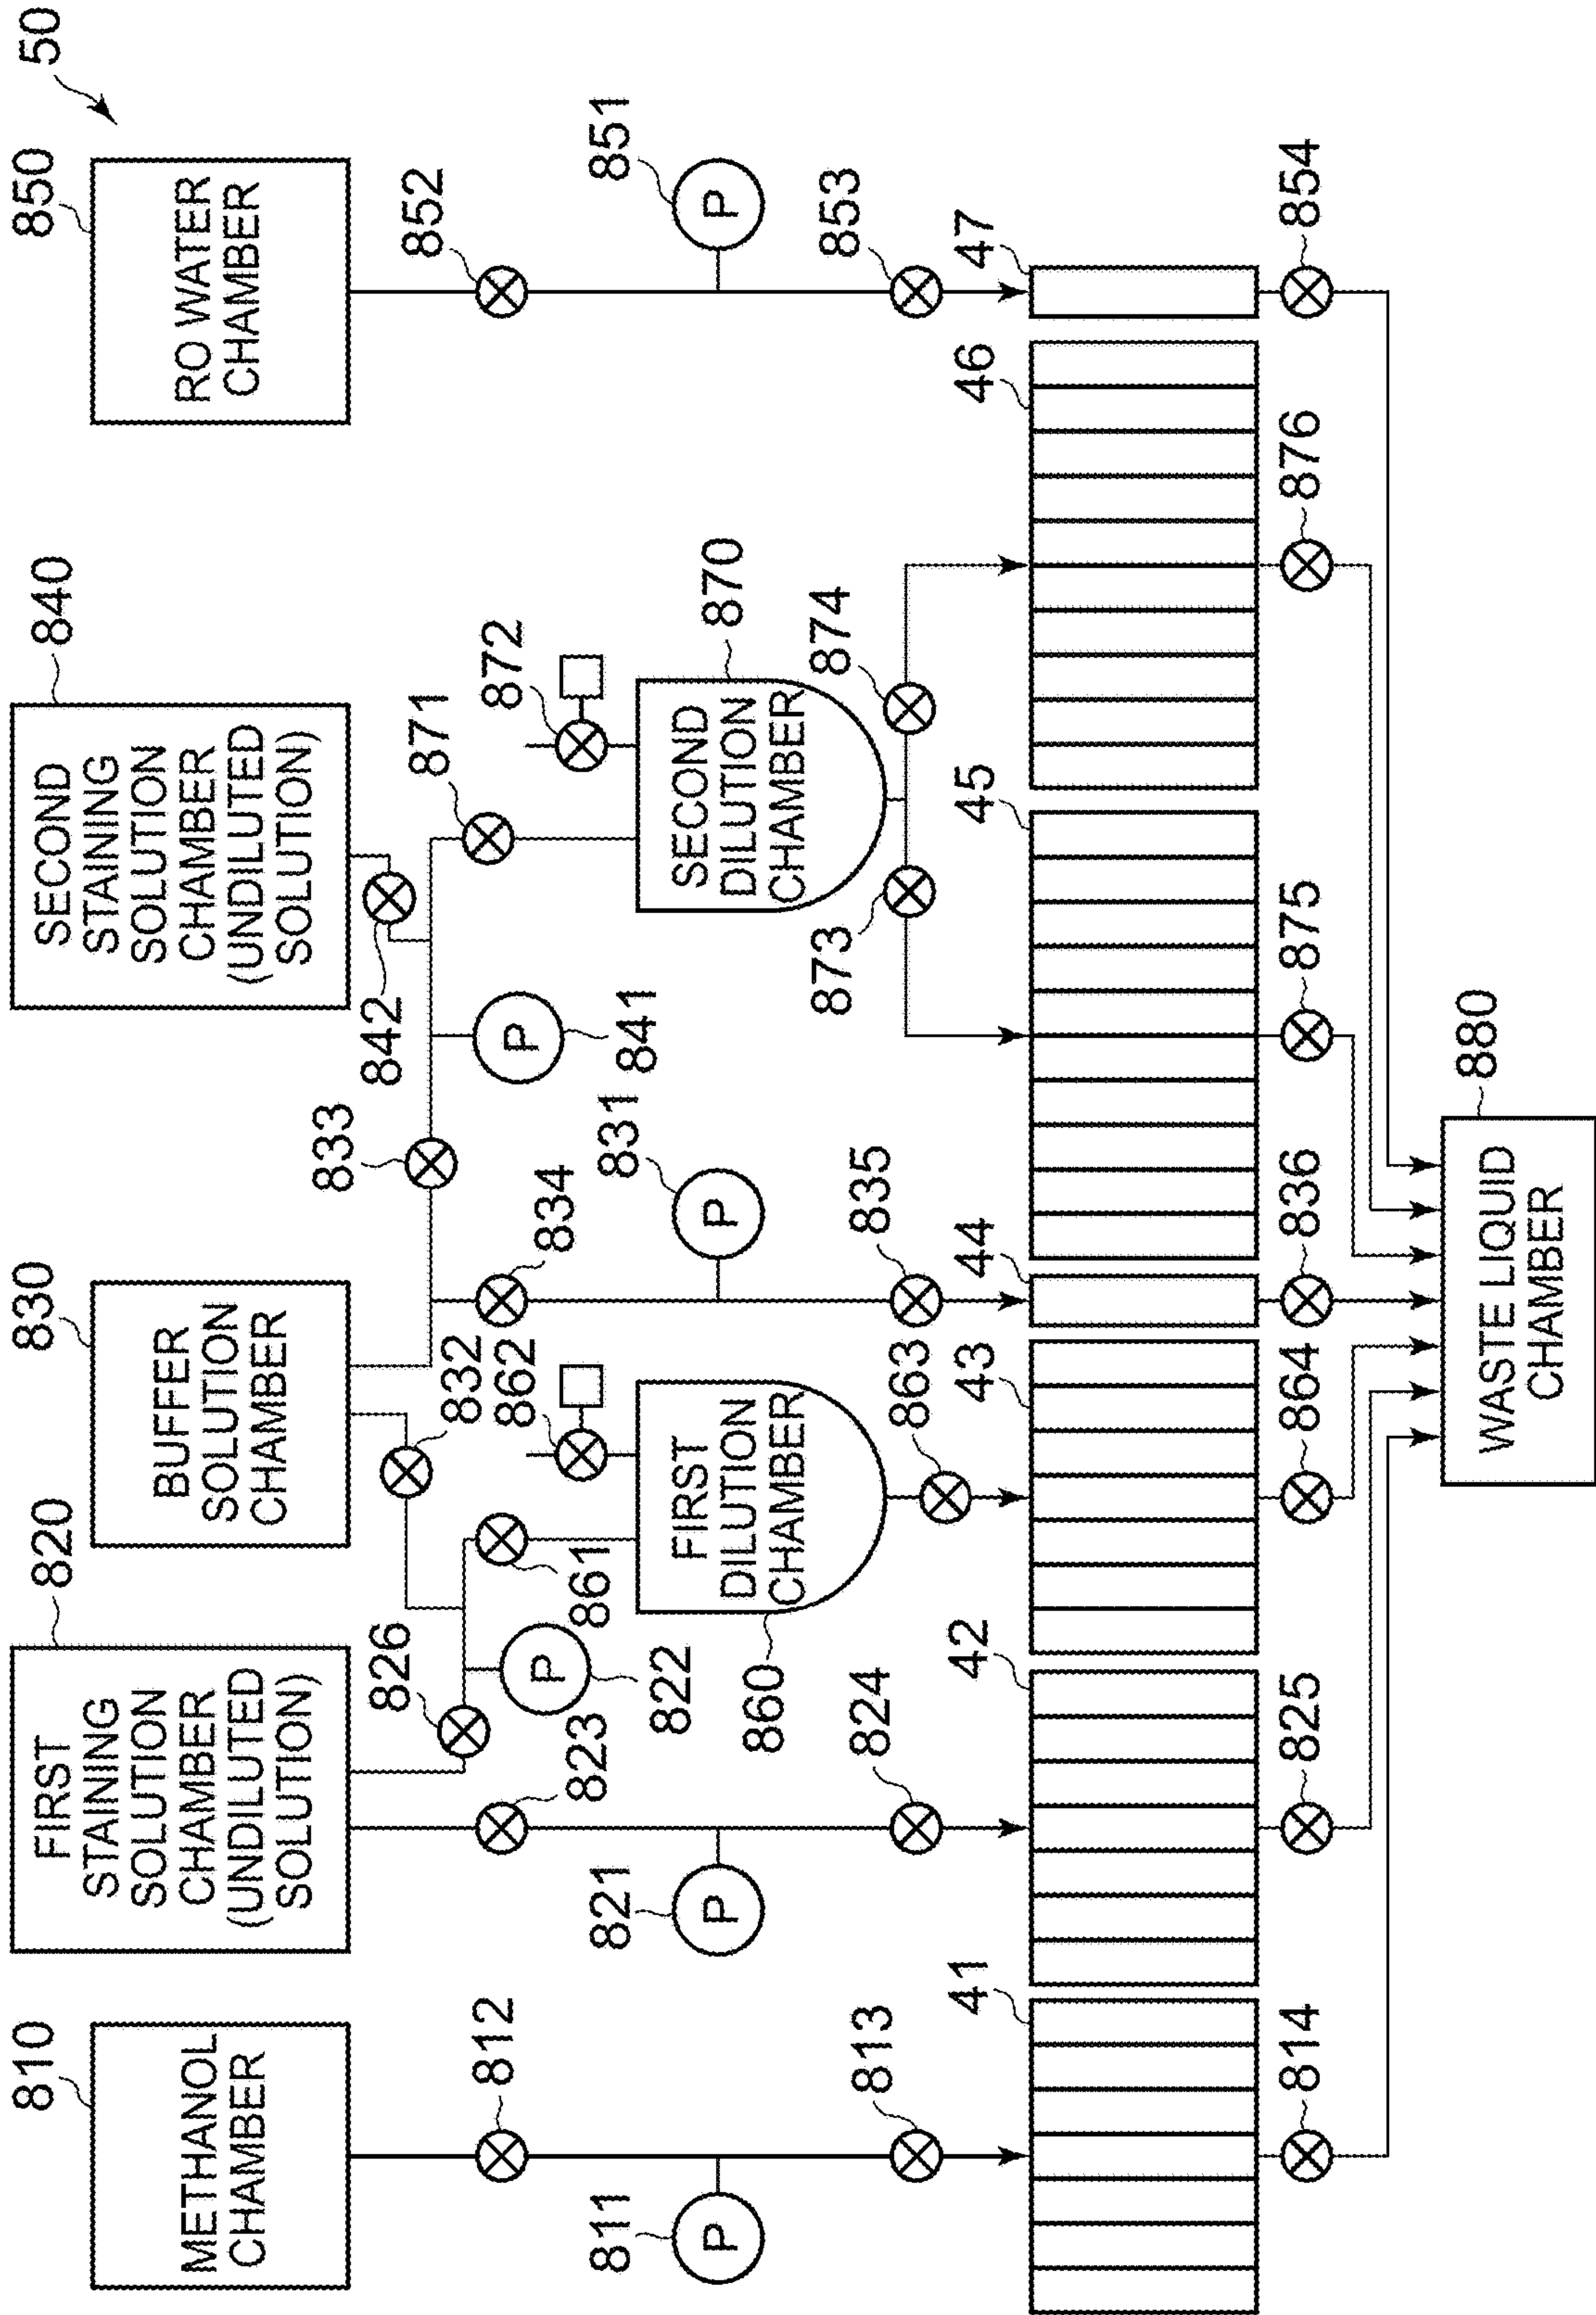 50
810
METHANOL
CHAMBER
820
FIRST
STAINING
SOLUTION
CHAMBER
(UNDILUTED
SOLUTION)
830
BUFFER
SOLUTION
CHAMBER
840
SECOND
STAINING
SOLUTION
CHAMBER
(UNDILUTED
SOLUTION)
850
RO WATER
CHAMBER
812
823
826
832
833
834
842
871
852
811
P
821
P
822
P
861
862
831
P
841
P
872
851
P
860
FIRST
DILUTION
CHAMBER
870
SECOND
DILUTION
CHAMBER
813
824
863
835
873
874
853
41
42
43
44
45
46
47
814
825
864
836
875
876
854
880
WASTE LIQUID
CHAMBER